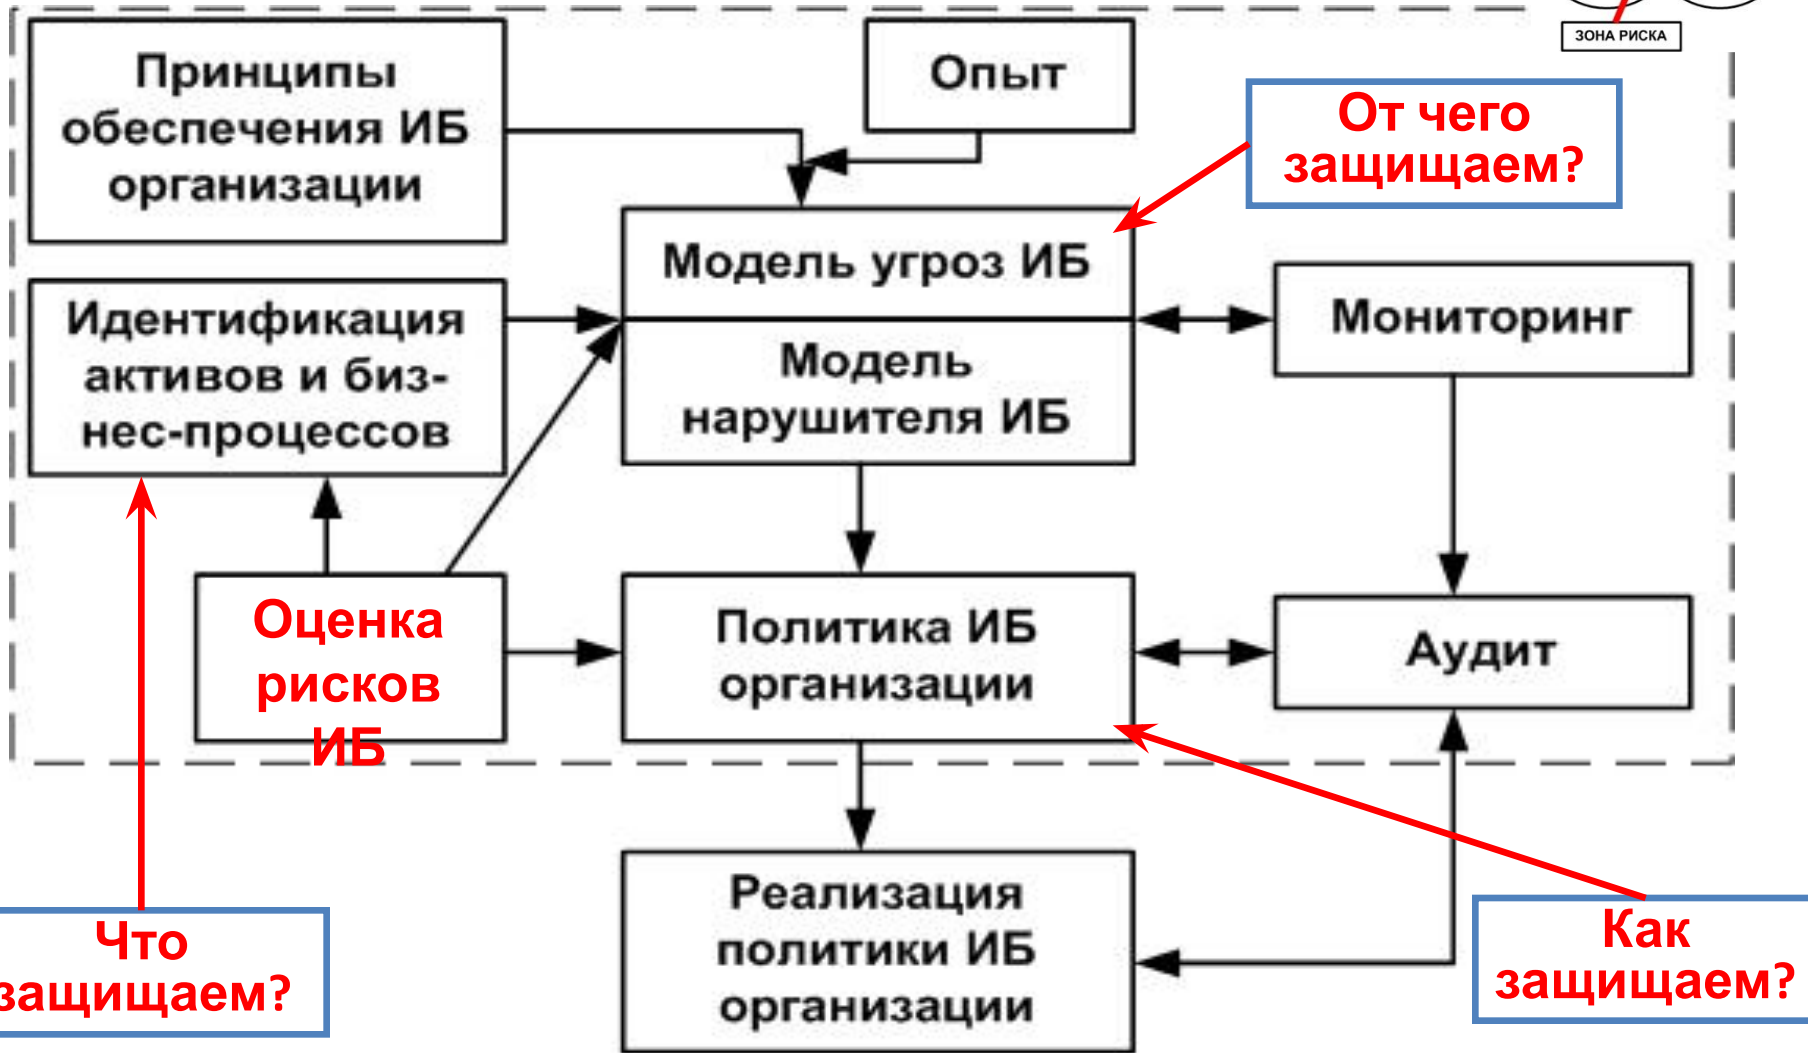 ЗОНА РИСКА
Принципы
обеспечения ИБ
организации
Опыт
От чего
защищаем?
Модель угроз ИБ
Идентификация
активов и биз-
нес-процессов
Модель
нарушителя ИБ
Мониторинг
Оценка
рисков
ИБ
Политика ИБ
организации
Аудит
Что
защищаем?
Реализация
политики ИБ
организации
Как
защищаем?